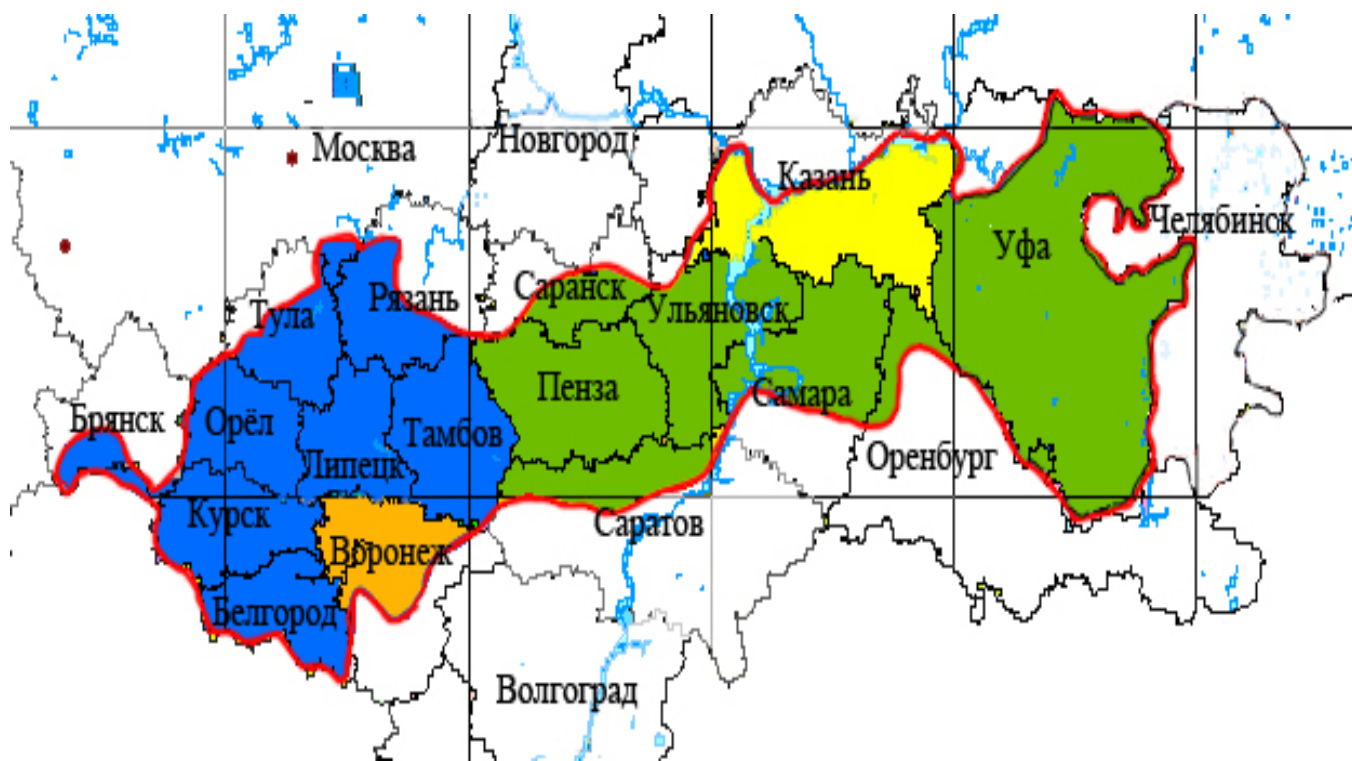 Новгород
Москва
Казань
Челябинск
Уфа
Рязань
Саранск
Тула
Ульяновск
Пенза
Самара
Брянск
Орёл
Тамбов
Липецк
Оренбург
Курск
Саратов
Воронеж
Белгород
Волгоград